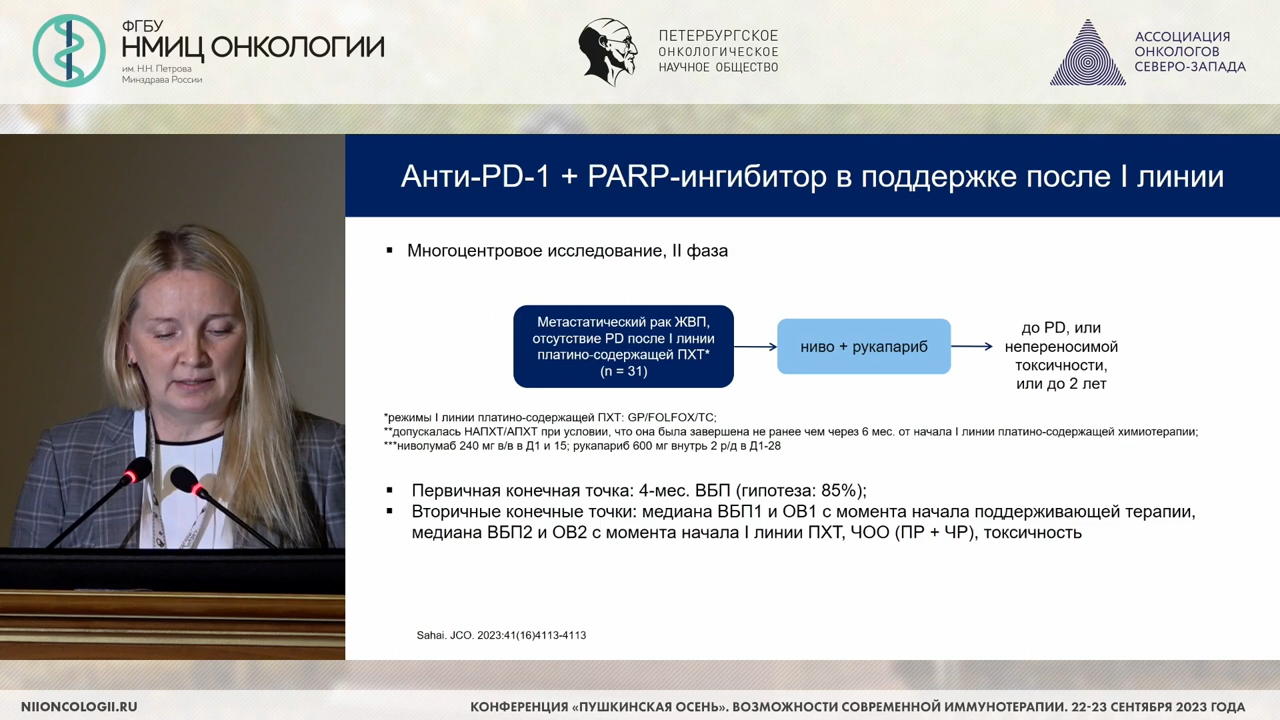 ФГБУ
НМИЦ ОНКОЛОГИИ
им. Н.Н. Петрова
Минздрава России
ПЕТЕРБУРГСКОЕ
ОНКОЛОГИЧЕСКОЕ
НАУЧНОЕ ОБЩЕСТВО
АССОЦИАЦИЯ
ОНКОЛОГОВ
СЕВЕРО-ЗАПАДА
Анти-PD-1 + PARP-ингибитор в поддержке после I линии
▪ Многоцентровое исследование, II фаза
Метастатический рак ЖВП,
отсутствие PD после I линии
платино-содержащей ПХТ*
(n = 31)
ниво + рукапариб
до PD, или
непереносимой
токсичности,
или до 2 лет
*режимы I линии платино-содержащей ПХТ: GP/FOLFOX/TC;
**допускалась НАПХТ/АПХТ при условии, что она была завершена не ранее чем через 6 мес. от начала I линии платино-содержащей химиотерапии;
***ниволумаб 240 мг в/в в Д1 и 15; рукапариб 600 мг внутрь 2 р/д в Д1-28
▪ Первичная конечная точка: 4-мес. ВБП (гипотеза: 85%);
▪ Вторичные конечные точки: медиана ВБП1 и ОВ1 с момента начала поддерживающей терапии,
медиана ВБП2 и ОВ2 с момента начала I линии ПХТ, ЧОО (ПР + ЧР), токсичность
Sahai. JCO. 2023:41(16)4113-4113
NIIONCOLOGII.RU
КОНФЕРЕНЦИЯ «ПУШКИНСКАЯ ОСЕНЬ». ВОЗМОЖНОСТИ СОВРЕМЕННОЙ ИММУНОТЕРАПИИ. 22-23 СЕНТЯБРЯ 2023 ГОДА